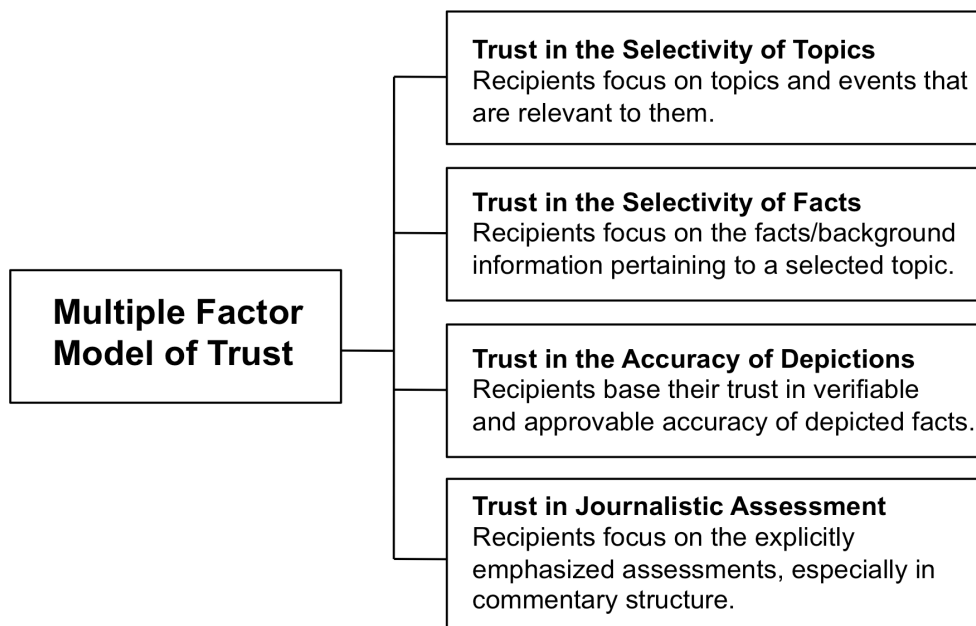 Trust in the Selectivity of Topics
Recipients focus on topics and events that
are relevant to them.
Trust in the Selectivity of Facts
Recipients focus on the facts/background
information pertaining to a selected topic.
Multiple Factor
Model of Trust
Trust in the Accuracy of Depictions
Recipients base their trust in verifiable
and approvable accuracy of depicted facts.
Trust in Journalistic Assessment
Recipients focus on the explicitly
emphasized assessments, especially in
commentary structure.